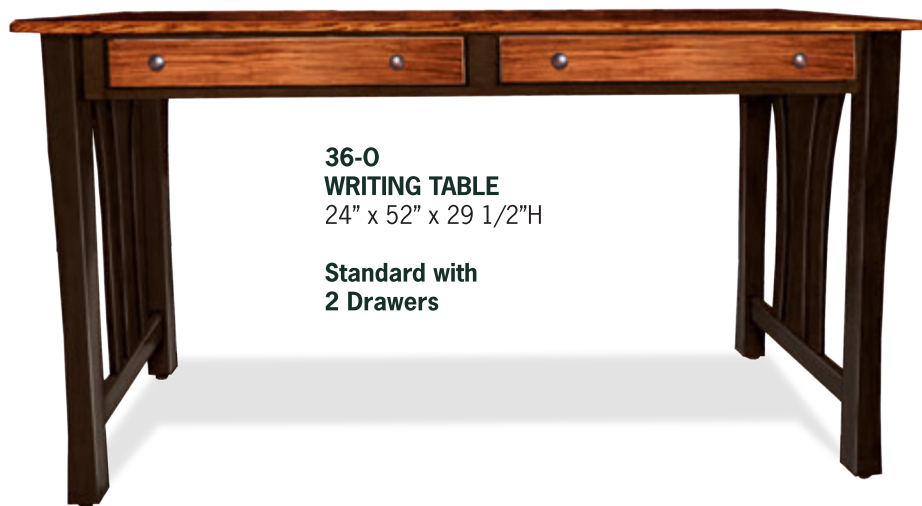 36-O
WRITING TABLE
24” x 52” x 29 1/2”H
Standard with
2 Drawers